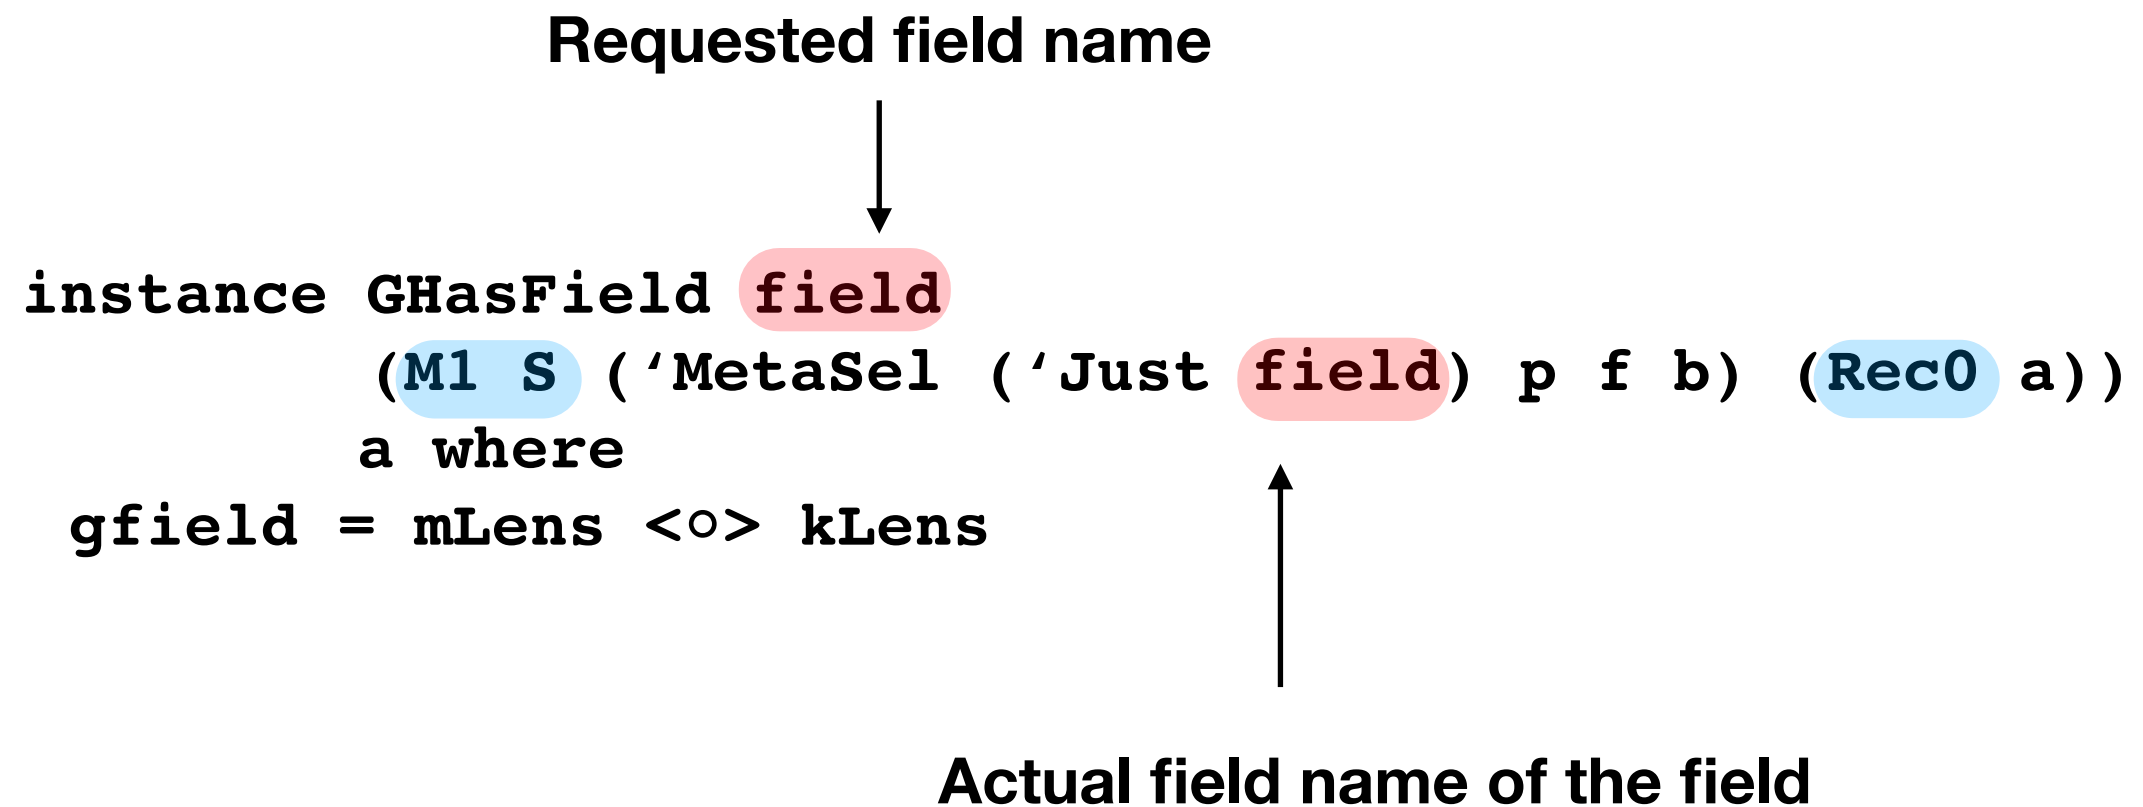 Requested field name
instance GHasField field
(M1 S (‘MetaSel (‘Just field) p f b) (Rec0 a))
a where
gfield = mLens <○> kLens
Actual field name of the field